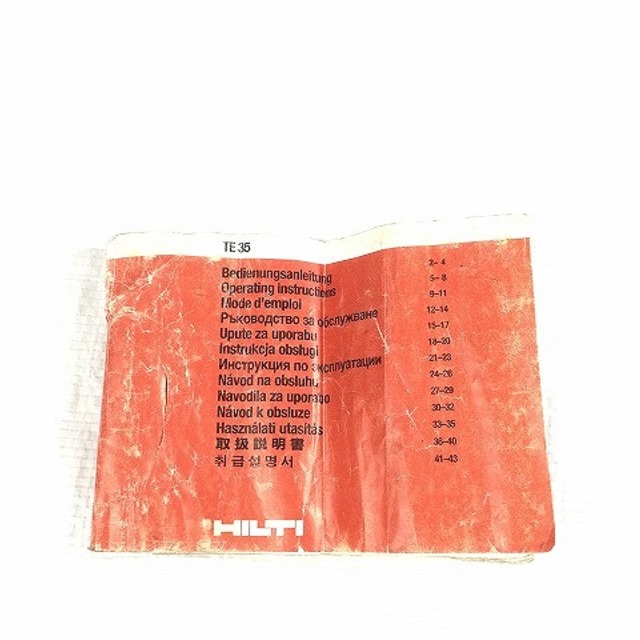 TE 35
Bedienungsanleitung 2–4
Operating instructions 5–8
Mode d'emploi 9–11
Ръководство за обслужване 12–14
Upute za uporabu 15–17
Instrukcja obsługi 18–20
Инструкция по эксплуатации 21–23
Návod na obsluhu 24–26
Navodila za uporabo 27–29
Návod k obsluze 30–32
Használati utasítás 33–35
取扱説明書 36–40
취급설명서 41–43
HILTI